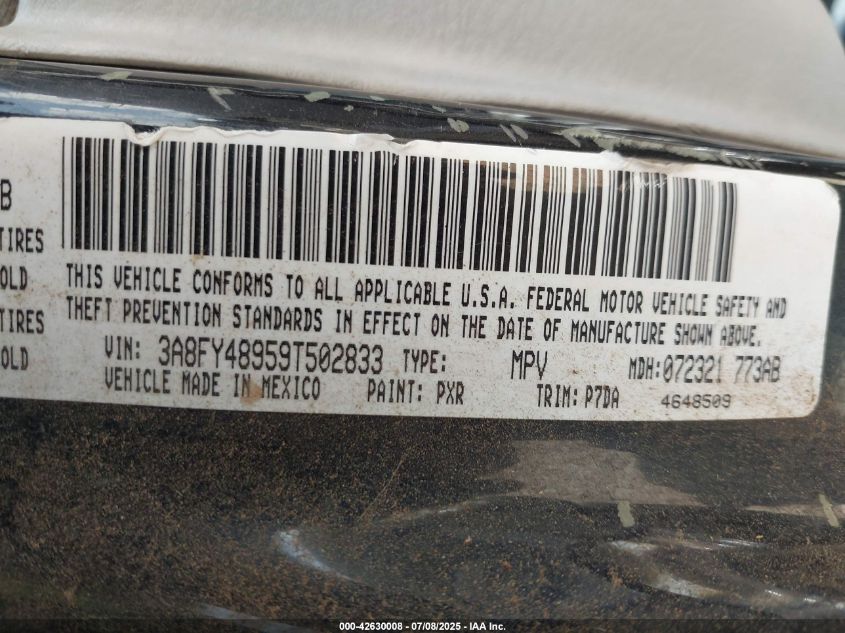 B
TIRES
OLD
TIRES
OLD
THIS VEHICLE CONFORMS TO ALL APPLICABLE U.S.A. FEDERAL MOTOR VEHICLE SAFETY AND
THEFT PREVENTION STANDARDS IN EFFECT ON THE DATE OF MANUFACTURE SHOWN ABOVE.
VIN: 3A8FY48959T502833 TYPE: MPV MDH:072321 773AB
VEHICLE MADE IN MEXICO PAINT: PXR TRIM: P7DA 4648509
000-42630008 - 07/08/2025 - IAA Inc.